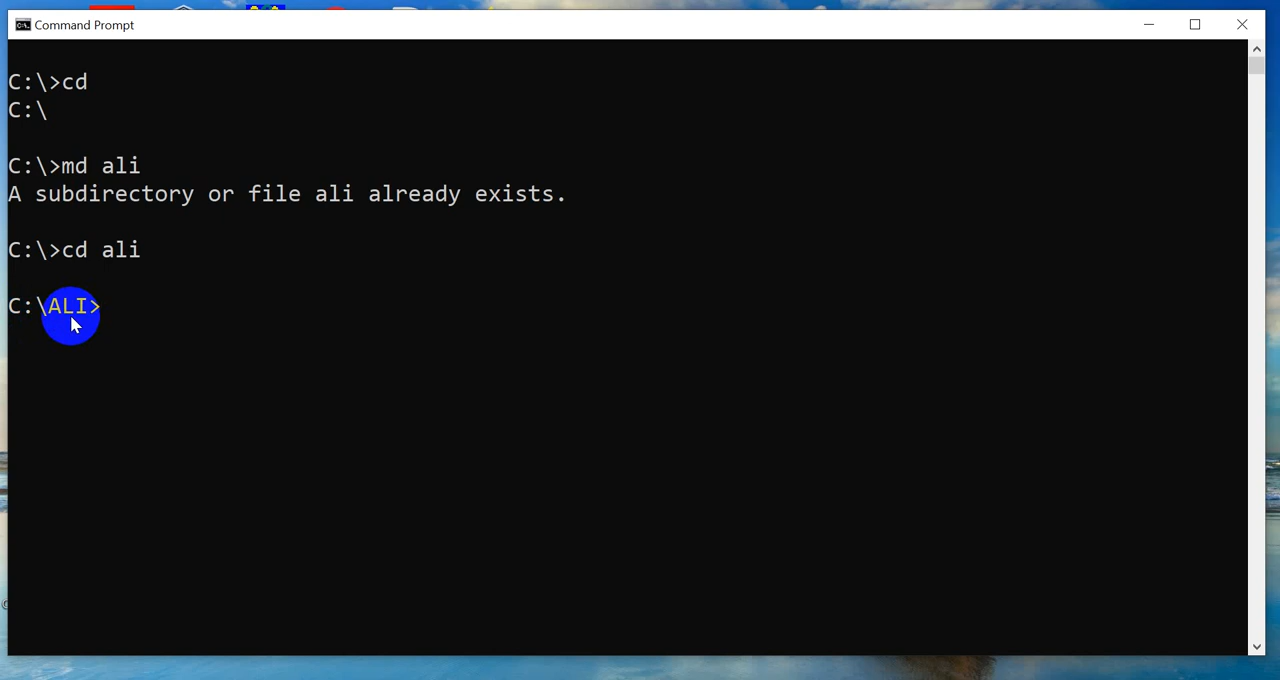 Command Prompt
C:\>cd
C:\
C:\>md ali
A subdirectory or file ali already exists.
C:\>cd ali
C:\ALI>